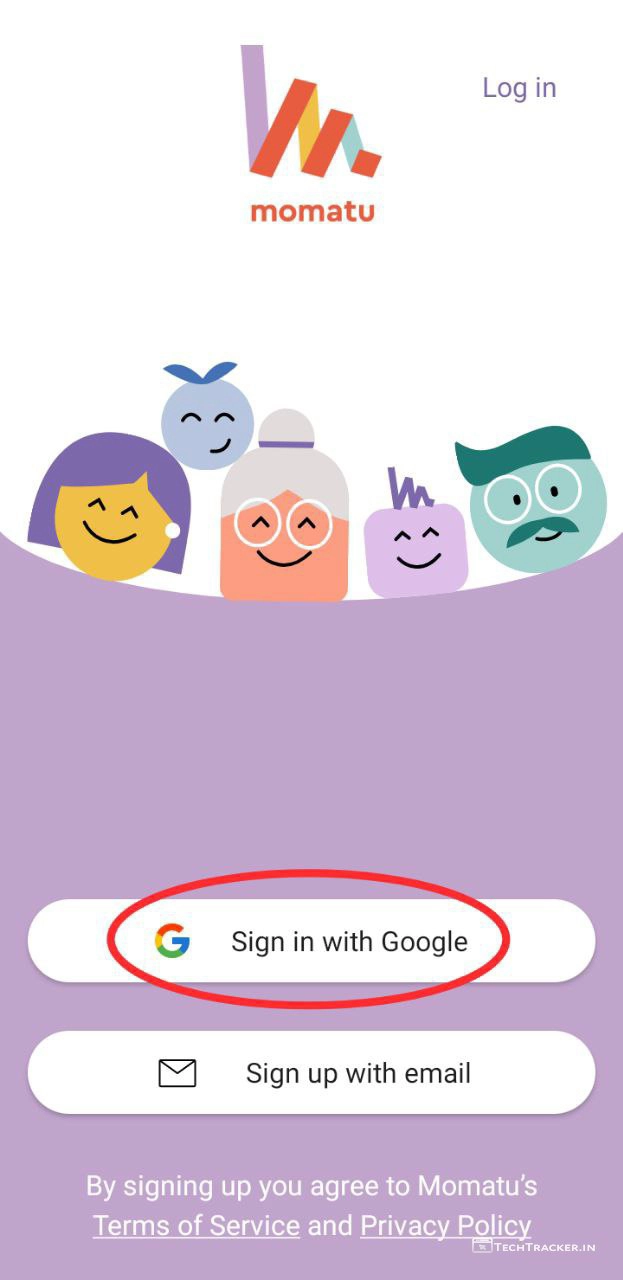 Log in
momatu
Sign in with Google
Sign up with email
By signing up you agree to Momatu's
Terms of Service and Privacy Policy
TechTracker.in